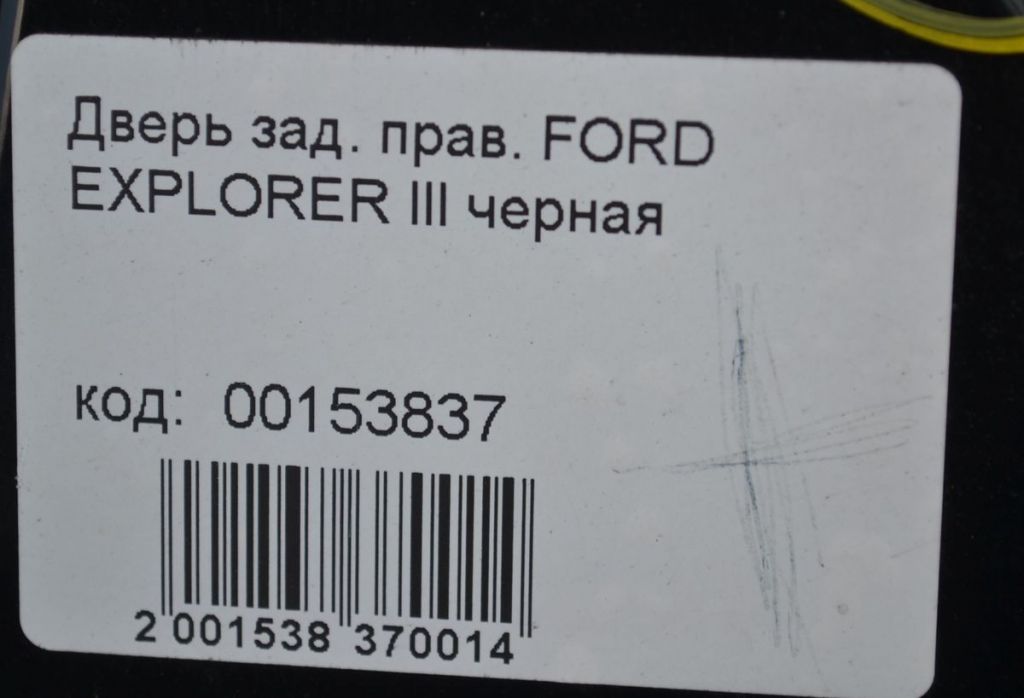 Дверь зад. прав. FORD
EXPLORER III черная
код: 00153837
2 001538 370014